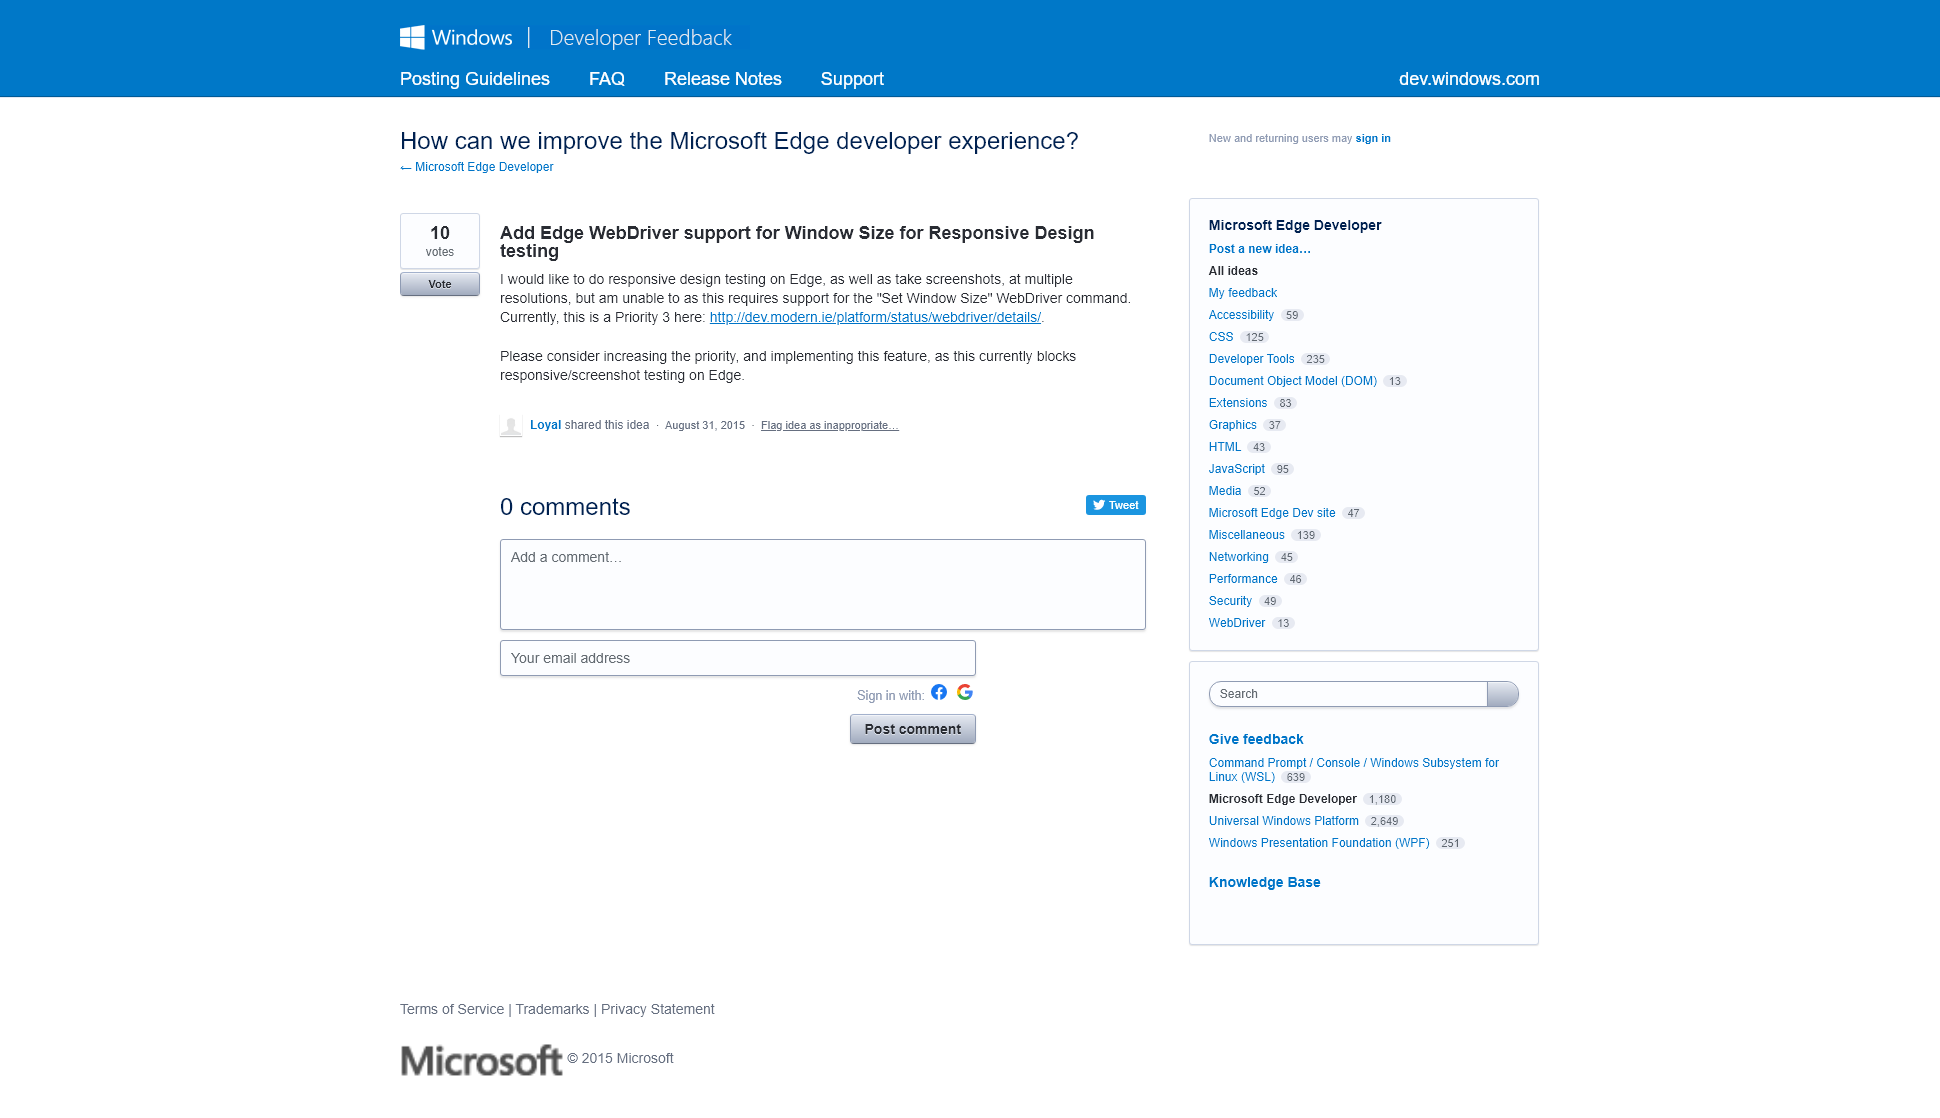 Windows | Developer Feedback
Posting Guidelines FAQ Release Notes Support dev.windows.com
How can we improve the Microsoft Edge developer experience?
← Microsoft Edge Developer
New and returning users may sign in
10
votes
Vote
Add Edge WebDriver support for Window Size for Responsive Design
testing
I would like to do responsive design testing on Edge, as well as take screenshots, at multiple
resolutions, but am unable to as this requires support for the "Set Window Size" WebDriver command.
Currently, this is a Priority 3 here: http://dev.modern.ie/platform/status/webdriver/details/.
Please consider increasing the priority, and implementing this feature, as this currently blocks
responsive/screenshot testing on Edge.
Loyal shared this idea · August 31, 2015 · Flag idea as inappropriate…
0 comments
Tweet
Add a comment…
Your email address
Sign in with:
Post comment
Microsoft Edge Developer
Post a new idea…
All ideas
My feedback
Accessibility 59
CSS 125
Developer Tools 235
Document Object Model (DOM) 13
Extensions 83
Graphics 37
HTML 43
JavaScript 95
Media 52
Microsoft Edge Dev site 47
Miscellaneous 139
Networking 45
Performance 46
Security 49
WebDriver 13
Search
Give feedback
Command Prompt / Console / Windows Subsystem for
Linux (WSL) 639
Microsoft Edge Developer 1,180
Universal Windows Platform 2,649
Windows Presentation Foundation (WPF) 251
Knowledge Base
Terms of Service | Trademarks | Privacy Statement
Microsoft © 2015 Microsoft